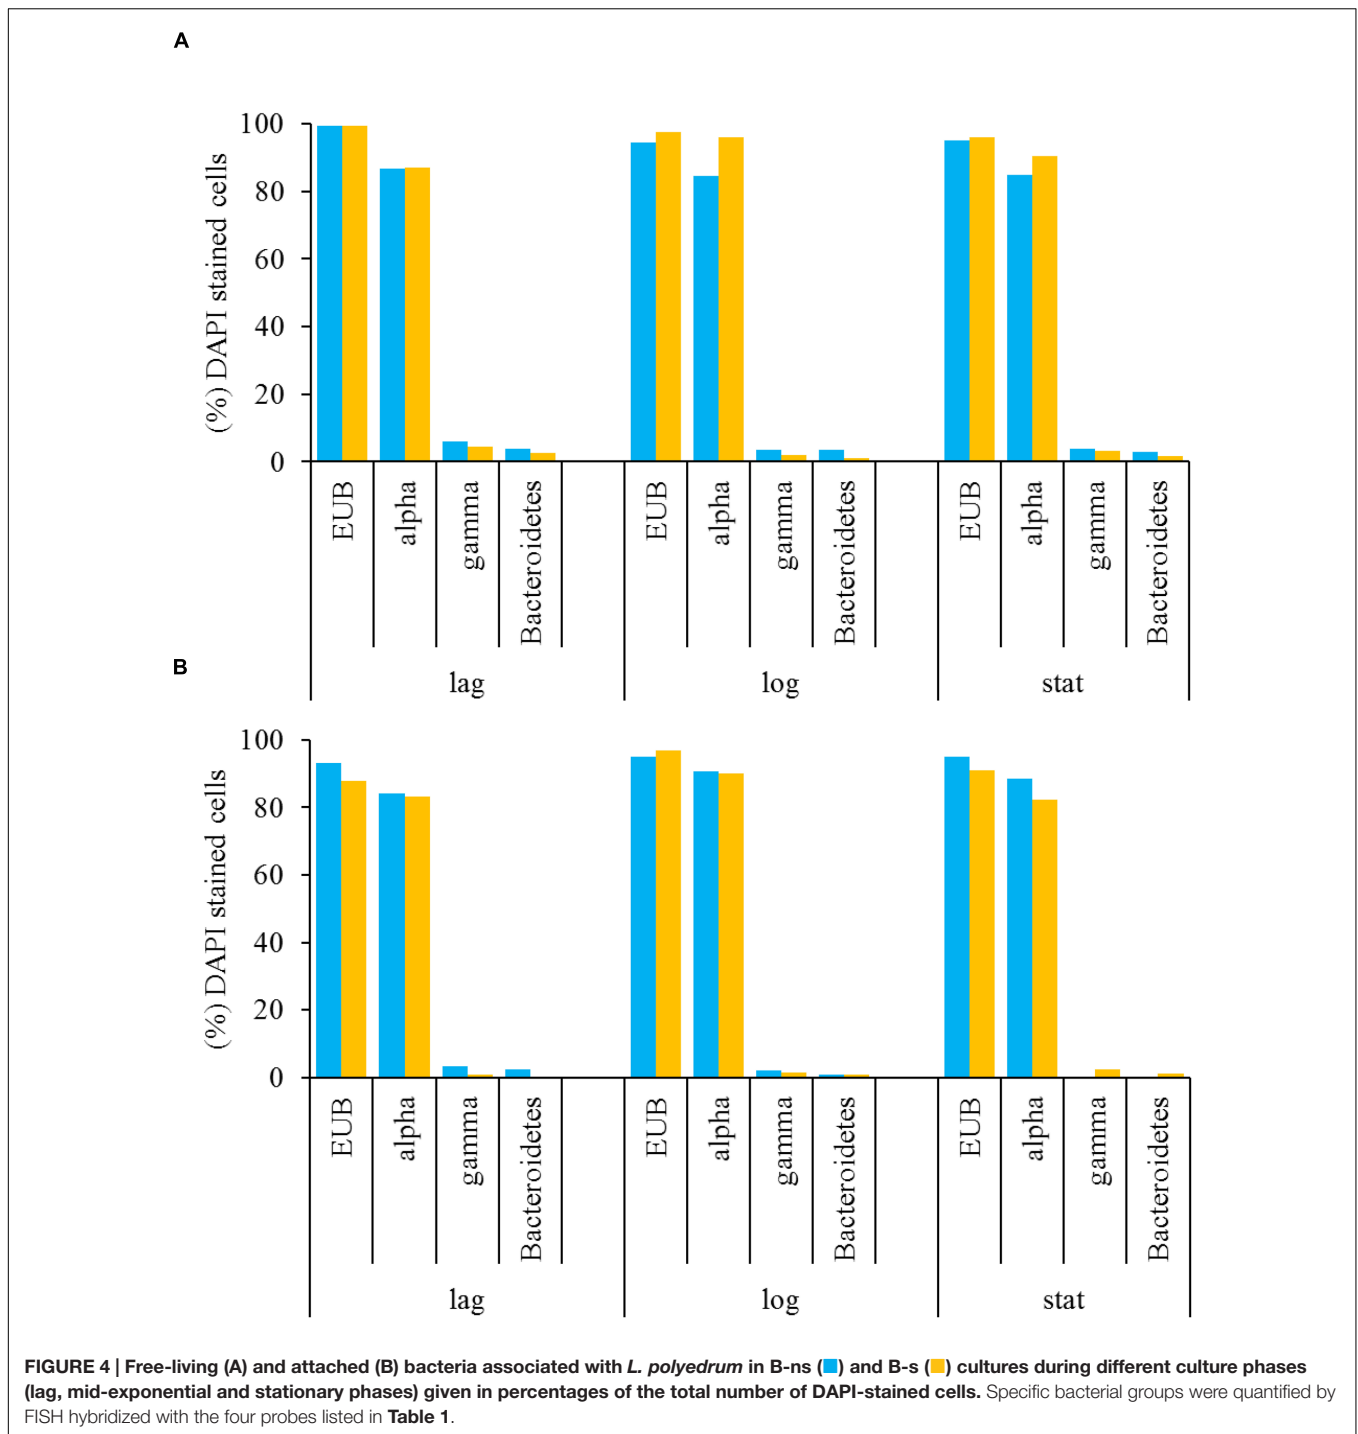 A
(%) DAPI stained cells
100
80
60
40
20
0
EUB
alpha
gamma
Bacteroidetes
EUB
alpha
gamma
Bacteroidetes
EUB
alpha
gamma
Bacteroidetes
lag
log
stat
B
(%) DAPI stained cells
100
80
60
40
20
0
EUB
alpha
gamma
Bacteroidetes
EUB
alpha
gamma
Bacteroidetes
EUB
alpha
gamma
Bacteroidetes
lag
log
stat
FIGURE 4 | Free-living (A) and attached (B) bacteria associated with L. polyedrum in B-ns (■) and B-s (■) cultures during different culture phases
(lag, mid-exponential and stationary phases) given in percentages of the total number of DAPI-stained cells. Specific bacterial groups were quantified by
FISH hybridized with the four probes listed in Table 1.